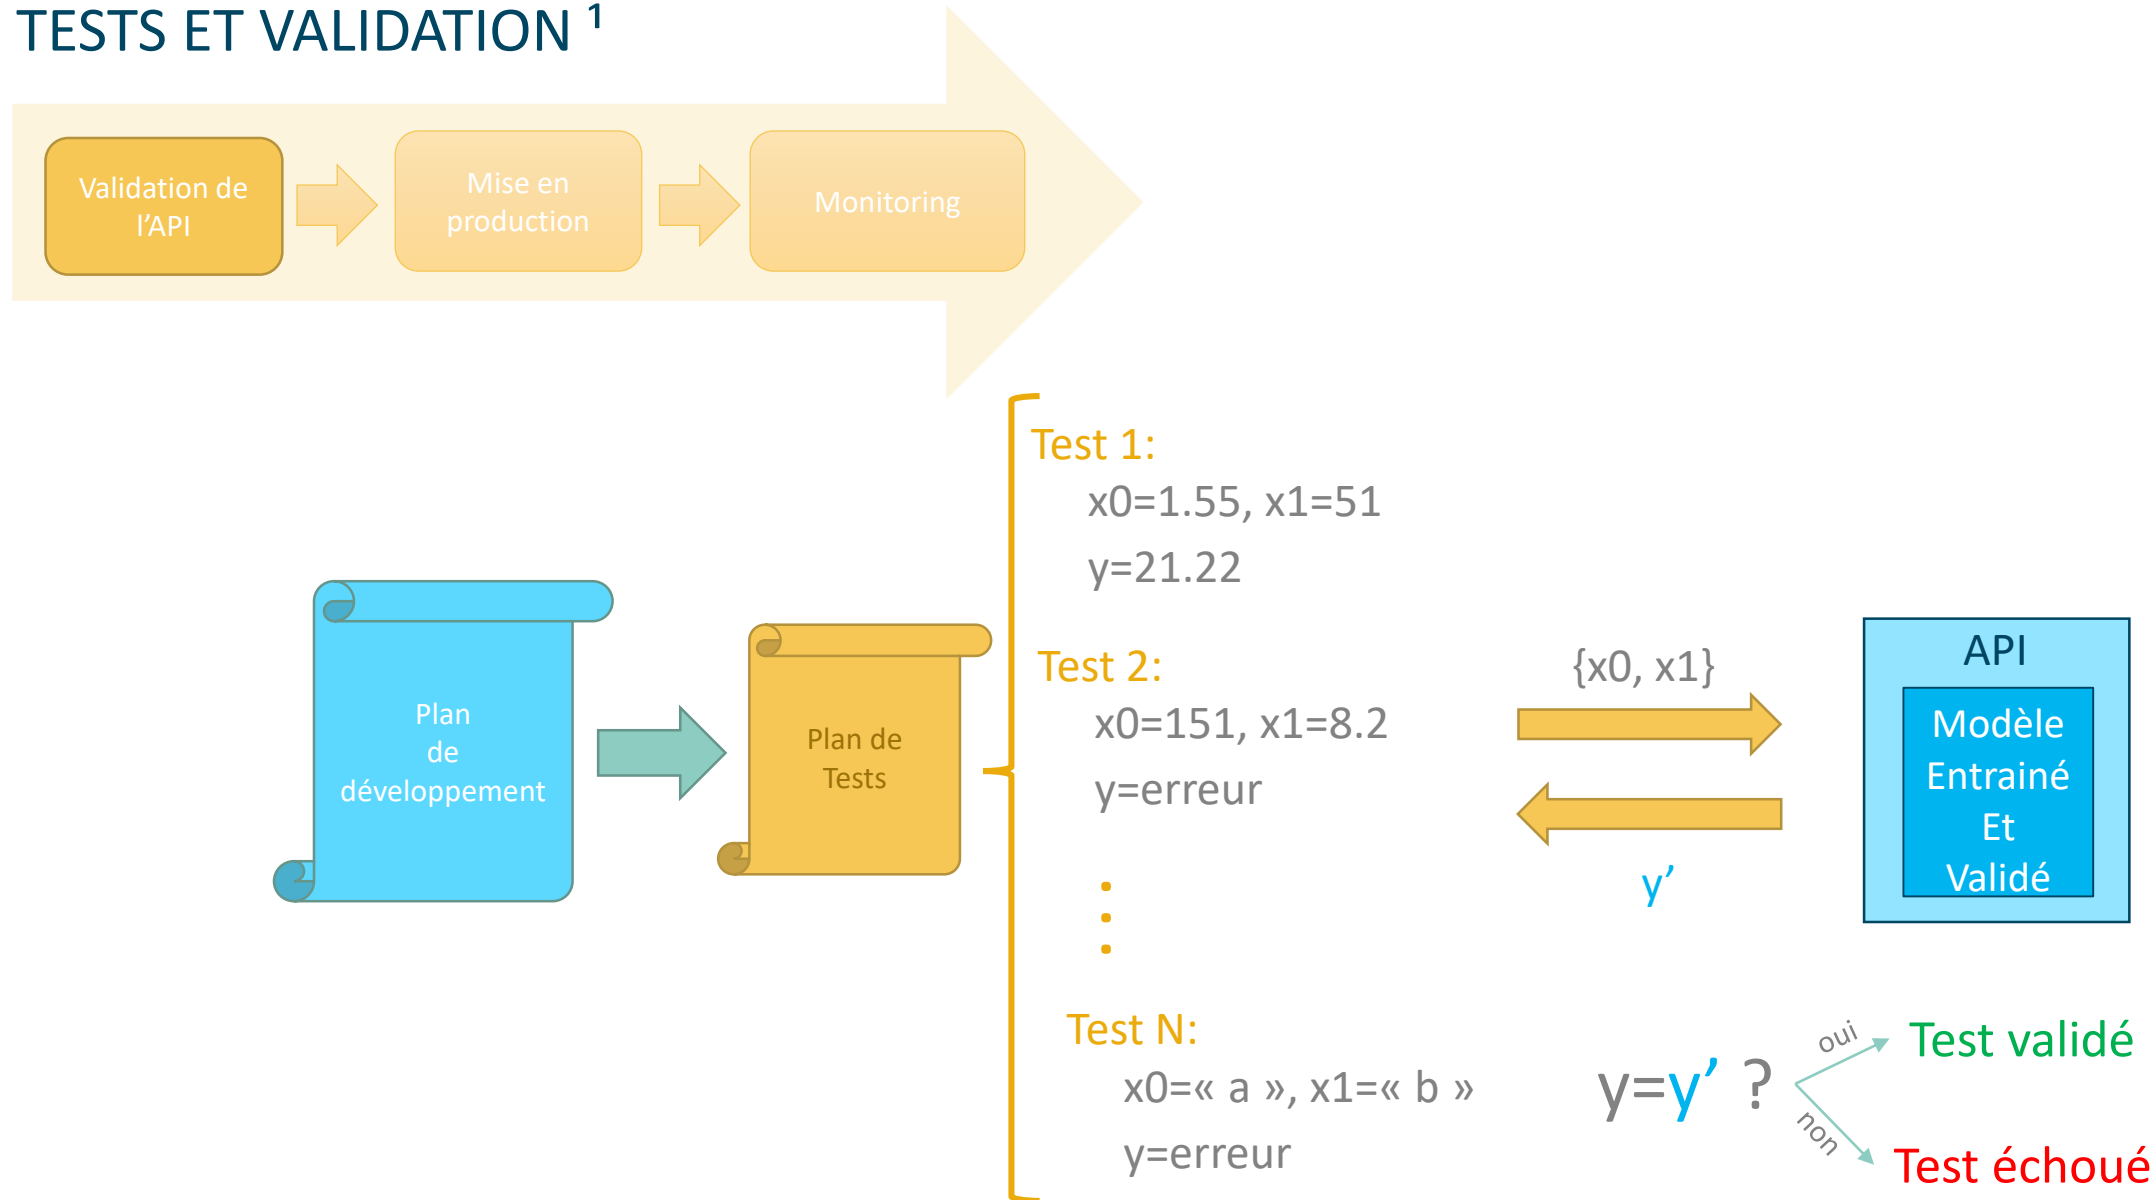 TESTS ET VALIDATION ¹
Validation de
l’API
Mise en
production
Monitoring
Plan
de
développement
Plan de
Tests
Test 1:
x0=1.55, x1=51
y=21.22
Test 2:
x0=151, x1=8.2
y=erreur
Test N:
x0=« a », x1=« b »
y=erreur
{x0, x1}
y’
API
Modèle
Entrainé
Et
Validé
y=y’ ?
oui
Test validé
non
Test échoué